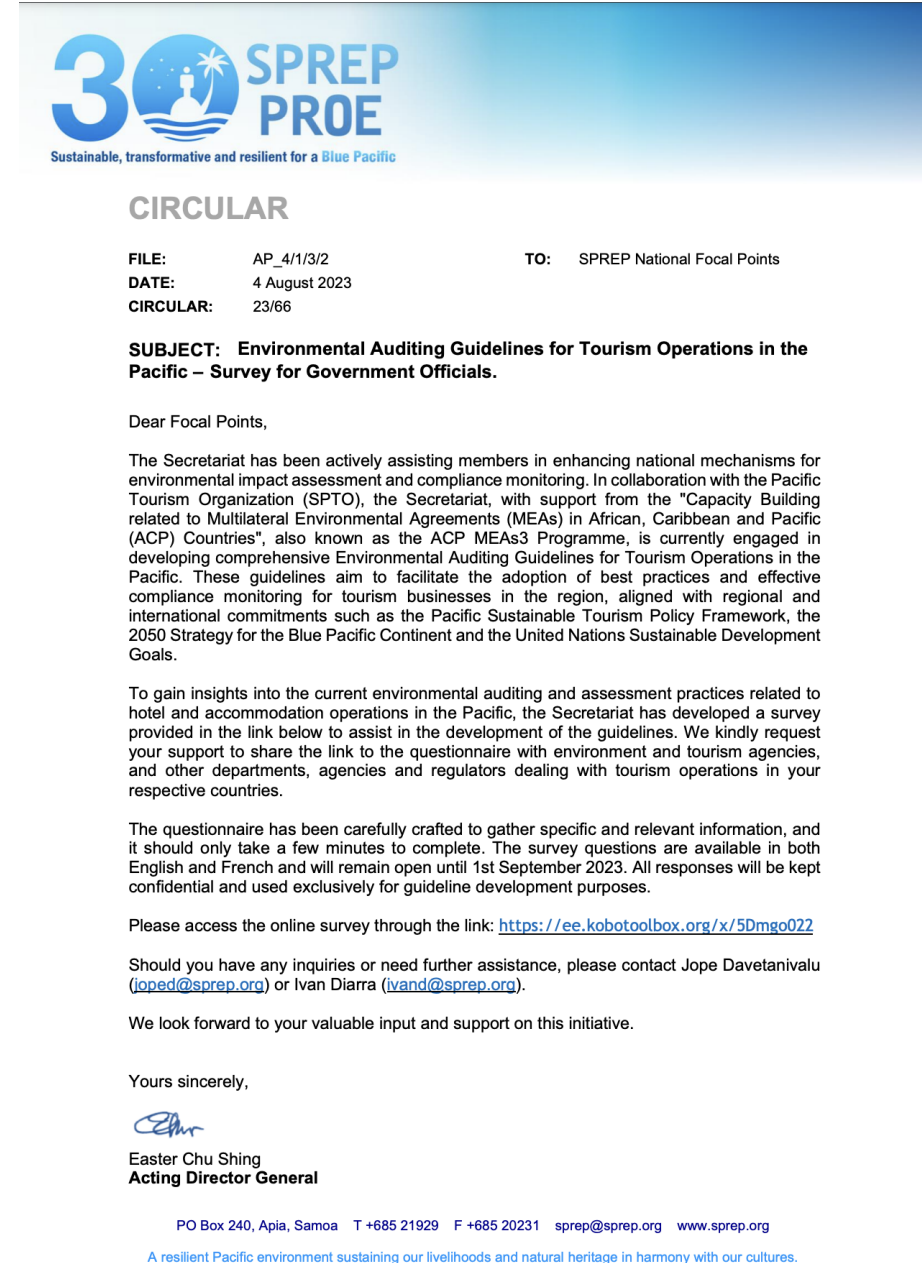 30 SPREP
PROE
Sustainable, transformative and resilient for a Blue Pacific
CIRCULAR
FILE: AP_4/1/3/2 TO: SPREP National Focal Points
DATE: 4 August 2023
CIRCULAR: 23/66
SUBJECT: Environmental Auditing Guidelines for Tourism Operations in the
Pacific – Survey for Government Officials.
Dear Focal Points,
The Secretariat has been actively assisting members in enhancing national mechanisms for
environmental impact assessment and compliance monitoring. In collaboration with the Pacific
Tourism Organization (SPTO), the Secretariat, with support from the "Capacity Building
related to Multilateral Environmental Agreements (MEAs) in African, Caribbean and Pacific
(ACP) Countries", also known as the ACP MEAs3 Programme, is currently engaged in
developing comprehensive Environmental Auditing Guidelines for Tourism Operations in the
Pacific. These guidelines aim to facilitate the adoption of best practices and effective
compliance monitoring for tourism businesses in the region, aligned with regional and
international commitments such as the Pacific Sustainable Tourism Policy Framework, the
2050 Strategy for the Blue Pacific Continent and the United Nations Sustainable Development
Goals.
To gain insights into the current environmental auditing and assessment practices related to
hotel and accommodation operations in the Pacific, the Secretariat has developed a survey
provided in the link below to assist in the development of the guidelines. We kindly request
your support to share the link to the questionnaire with environment and tourism agencies,
and other departments, agencies and regulators dealing with tourism operations in your
respective countries.
The questionnaire has been carefully crafted to gather specific and relevant information, and
it should only take a few minutes to complete. The survey questions are available in both
English and French and will remain open until 1st September 2023. All responses will be kept
confidential and used exclusively for guideline development purposes.
Please access the online survey through the link: https://ee.kobotoolbox.org/x/5Dmgo022
Should you have any inquiries or need further assistance, please contact Jope Davetanivalu
(joped@sprep.org) or Ivan Diarra (ivand@sprep.org).
We look forward to your valuable input and support on this initiative.
Yours sincerely,
Easter Chu Shing
Acting Director General
PO Box 240, Apia, Samoa T +685 21929 F +685 20231 sprep@sprep.org www.sprep.org
A resilient Pacific environment sustaining our livelihoods and natural heritage in harmony with our cultures.